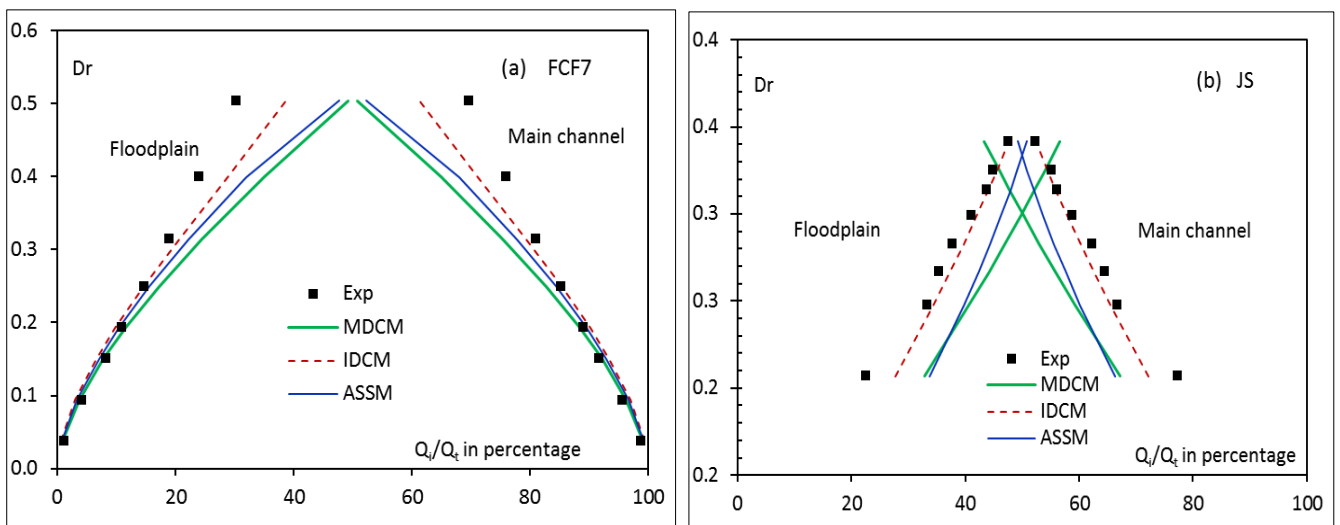 0.6
Dr
(a) FCF7
0.5
Floodplain
Main channel
0.4
0.3
Exp
0.2
MDCM
IDCM
0.1
ASSM
Qᵢ/Qₜ in percentage
0.0
0 20 40 60 80 100
0.4
Dr
(b) JS
0.4
0.3
Floodplain
Main channel
0.3
Exp
MDCM
0.2
IDCM
ASSM
Qᵢ/Qₜ in percentage
0.2
0 20 40 60 80 100